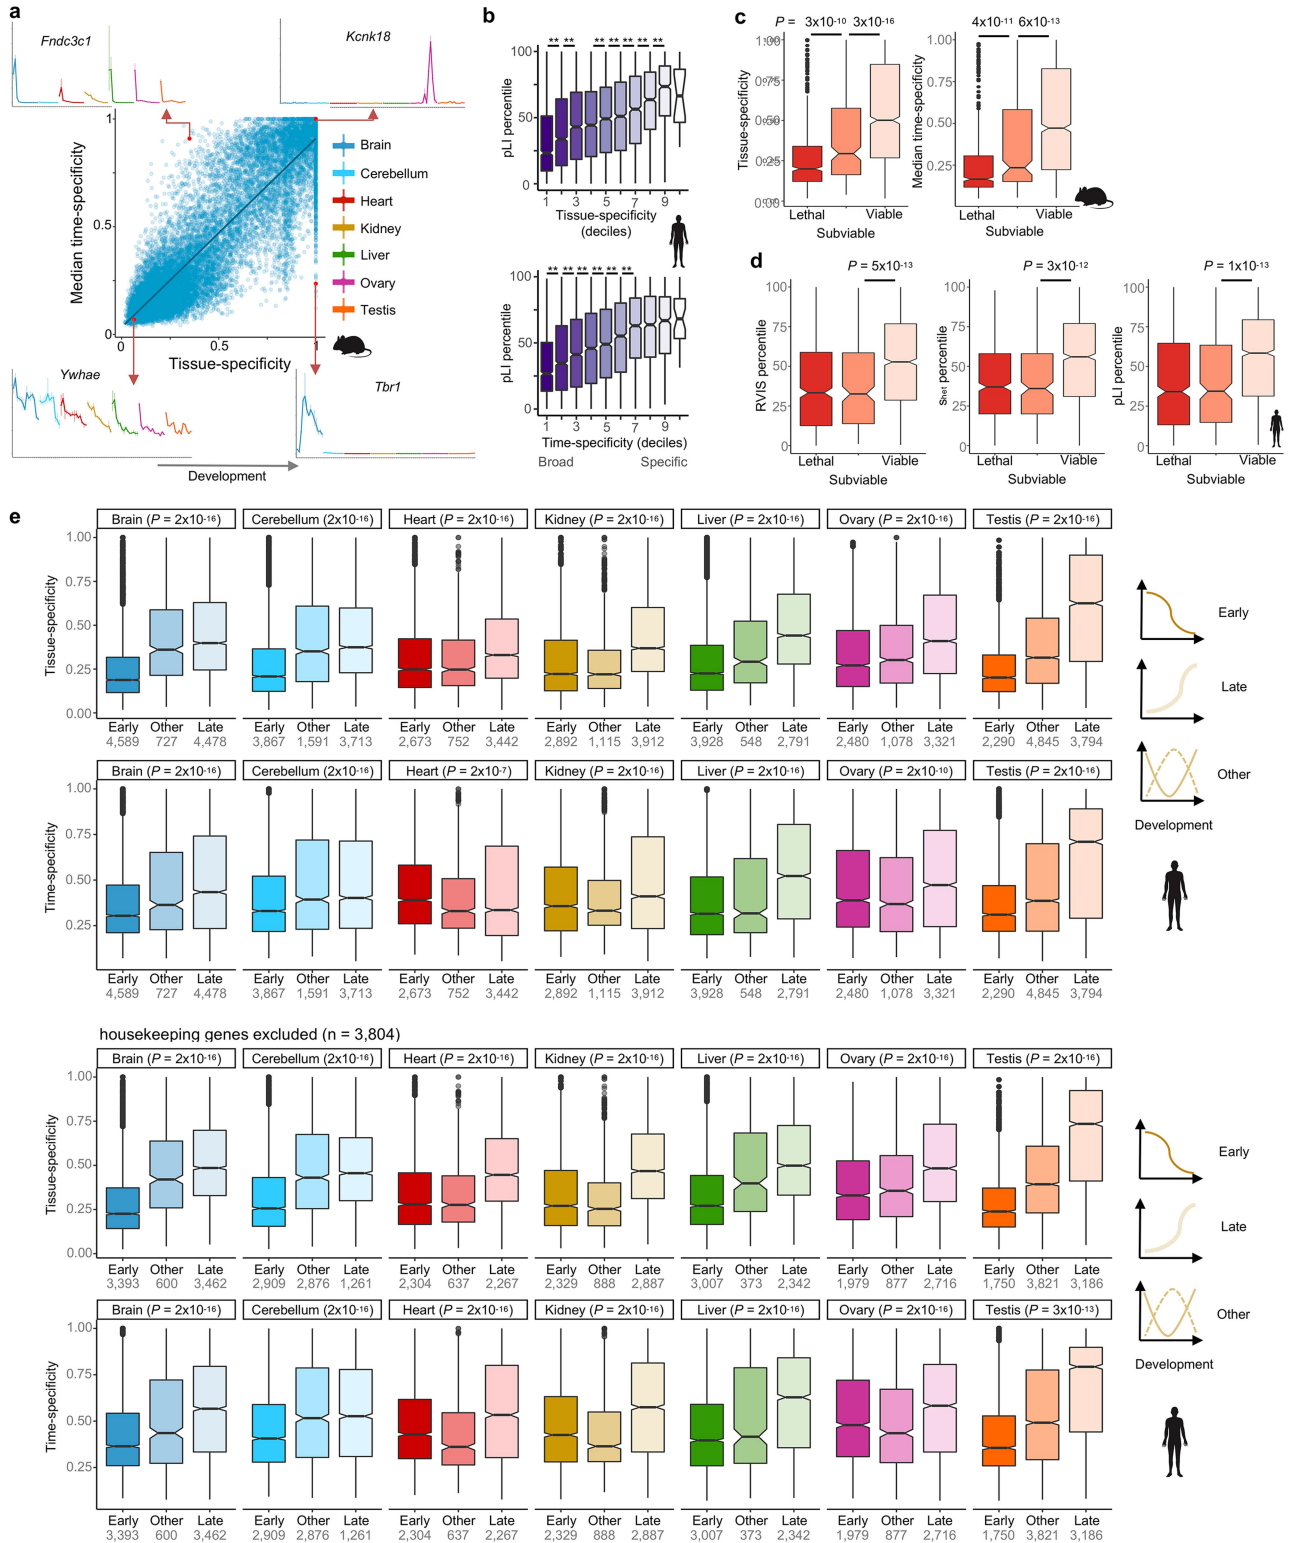 a
Fndc3c1
Kcnk18
1
0.5
0
Median time-specificity
0 0.5 1
Tissue-specificity
Brain
Cerebellum
Heart
Kidney
Liver
Ovary
Testis
Ywhae
Tbr1
Development
b
** ** ** ** ** ** **
100
50
0
pLI percentile
1 3 5 7 9
Tissue-specificity
(deciles)
** ** ** ** ** **
100
50
0
pLI percentile
1 3 5 7 9
Time-specificity (deciles)
Broad Specific
c
P = 3x10-10 3x10-16
1.00
0.75
0.50
0.25
0.00
Tissue-specificity
Lethal Viable
Subviable
4x10-11 6x10-13
1.00
0.75
0.50
0.25
Median time-specificity
Lethal Viable
Subviable
d
P = 5x10-13
100
75
50
25
0
RVIS percentile
Lethal Viable
Subviable
P = 3x10-12
100
75
50
25
0
sHet percentile
Lethal Viable
Subviable
P = 1x10-13
100
75
50
25
0
pLI percentile
Lethal Viable
Subviable
e
Brain (P = 2x10-16) Cerebellum (2x10-16) Heart (P = 2x10-16) Kidney (P = 2x10-16) Liver (P = 2x10-16) Ovary (P = 2x10-16) Testis (P = 2x10-16)
1.00
0.75
0.50
0.25
0.00
Tissue-specificity
Early Other Late Early Other Late Early Other Late Early Other Late Early Other Late Early Other Late Early Other Late
4,589 727 4,478 3,867 1,591 3,713 2,673 752 3,442 2,892 1,115 3,912 3,928 548 2,791 2,480 1,078 3,321 2,290 4,845 3,794
Early
Late
Other
Development
Brain (P = 2x10-16) Cerebellum (2x10-16) Heart (P = 2x10-7) Kidney (P = 2x10-16) Liver (P = 2x10-16) Ovary (P = 2x10-10) Testis (P = 2x10-16)
1.00
0.75
0.50
0.25
Time-specificity
Early Other Late Early Other Late Early Other Late Early Other Late Early Other Late Early Other Late Early Other Late
4,589 727 4,478 3,867 1,591 3,713 2,673 752 3,442 2,892 1,115 3,912 3,928 548 2,791 2,480 1,078 3,321 2,290 4,845 3,794
housekeeping genes excluded (n = 3,804)
Brain (P = 2x10-16) Cerebellum (2x10-16) Heart (P = 2x10-16) Kidney (P = 2x10-16) Liver (P = 2x10-16) Ovary (P = 2x10-16) Testis (P = 2x10-16)
1.00
0.75
0.50
0.25
0.00
Tissue-specificity
Early Other Late Early Other Late Early Other Late Early Other Late Early Other Late Early Other Late Early Other Late
3,393 600 3,462 2,909 2,876 1,261 2,304 637 2,267 2,329 888 2,887 3,007 373 2,342 1,979 877 2,716 1,750 3,821 3,186
Early
Late
Other
Development
Brain (P = 2x10-16) Cerebellum (2x10-16) Heart (P = 2x10-16) Kidney (P = 2x10-16) Liver (P = 2x10-16) Ovary (P = 2x10-16) Testis (P = 3x10-13)
1.00
0.75
0.50
0.25
Time-specificity
Early Other Late Early Other Late Early Other Late Early Other Late Early Other Late Early Other Late Early Other Late
3,393 600 3,462 2,909 2,876 1,261 2,304 637 2,267 2,329 888 2,887 3,007 373 2,342 1,979 877 2,716 1,750 3,821 3,186